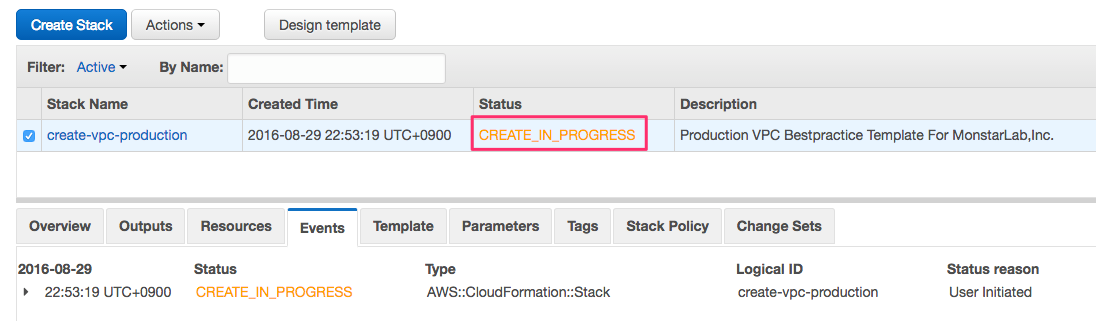 Create Stack Actions Design template
Filter: Active By Name:
Stack Name Created Time Status Description
create-vpc-production 2016-08-29 22:53:19 UTC+0900 CREATE_IN_PROGRESS Production VPC Bestpractice Template For MonstarLab,Inc.
Overview Outputs Resources Events Template Parameters Tags Stack Policy Change Sets
2016-08-29 Status Type Logical ID Status reason
22:53:19 UTC+0900 CREATE_IN_PROGRESS AWS::CloudFormation::Stack create-vpc-production User Initiated